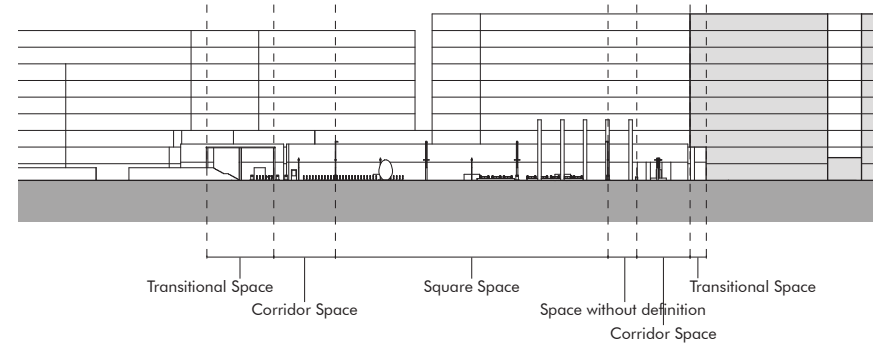 Transitional Space
Corridor Space
Square Space
Space without definition
Corridor Space
Transitional Space